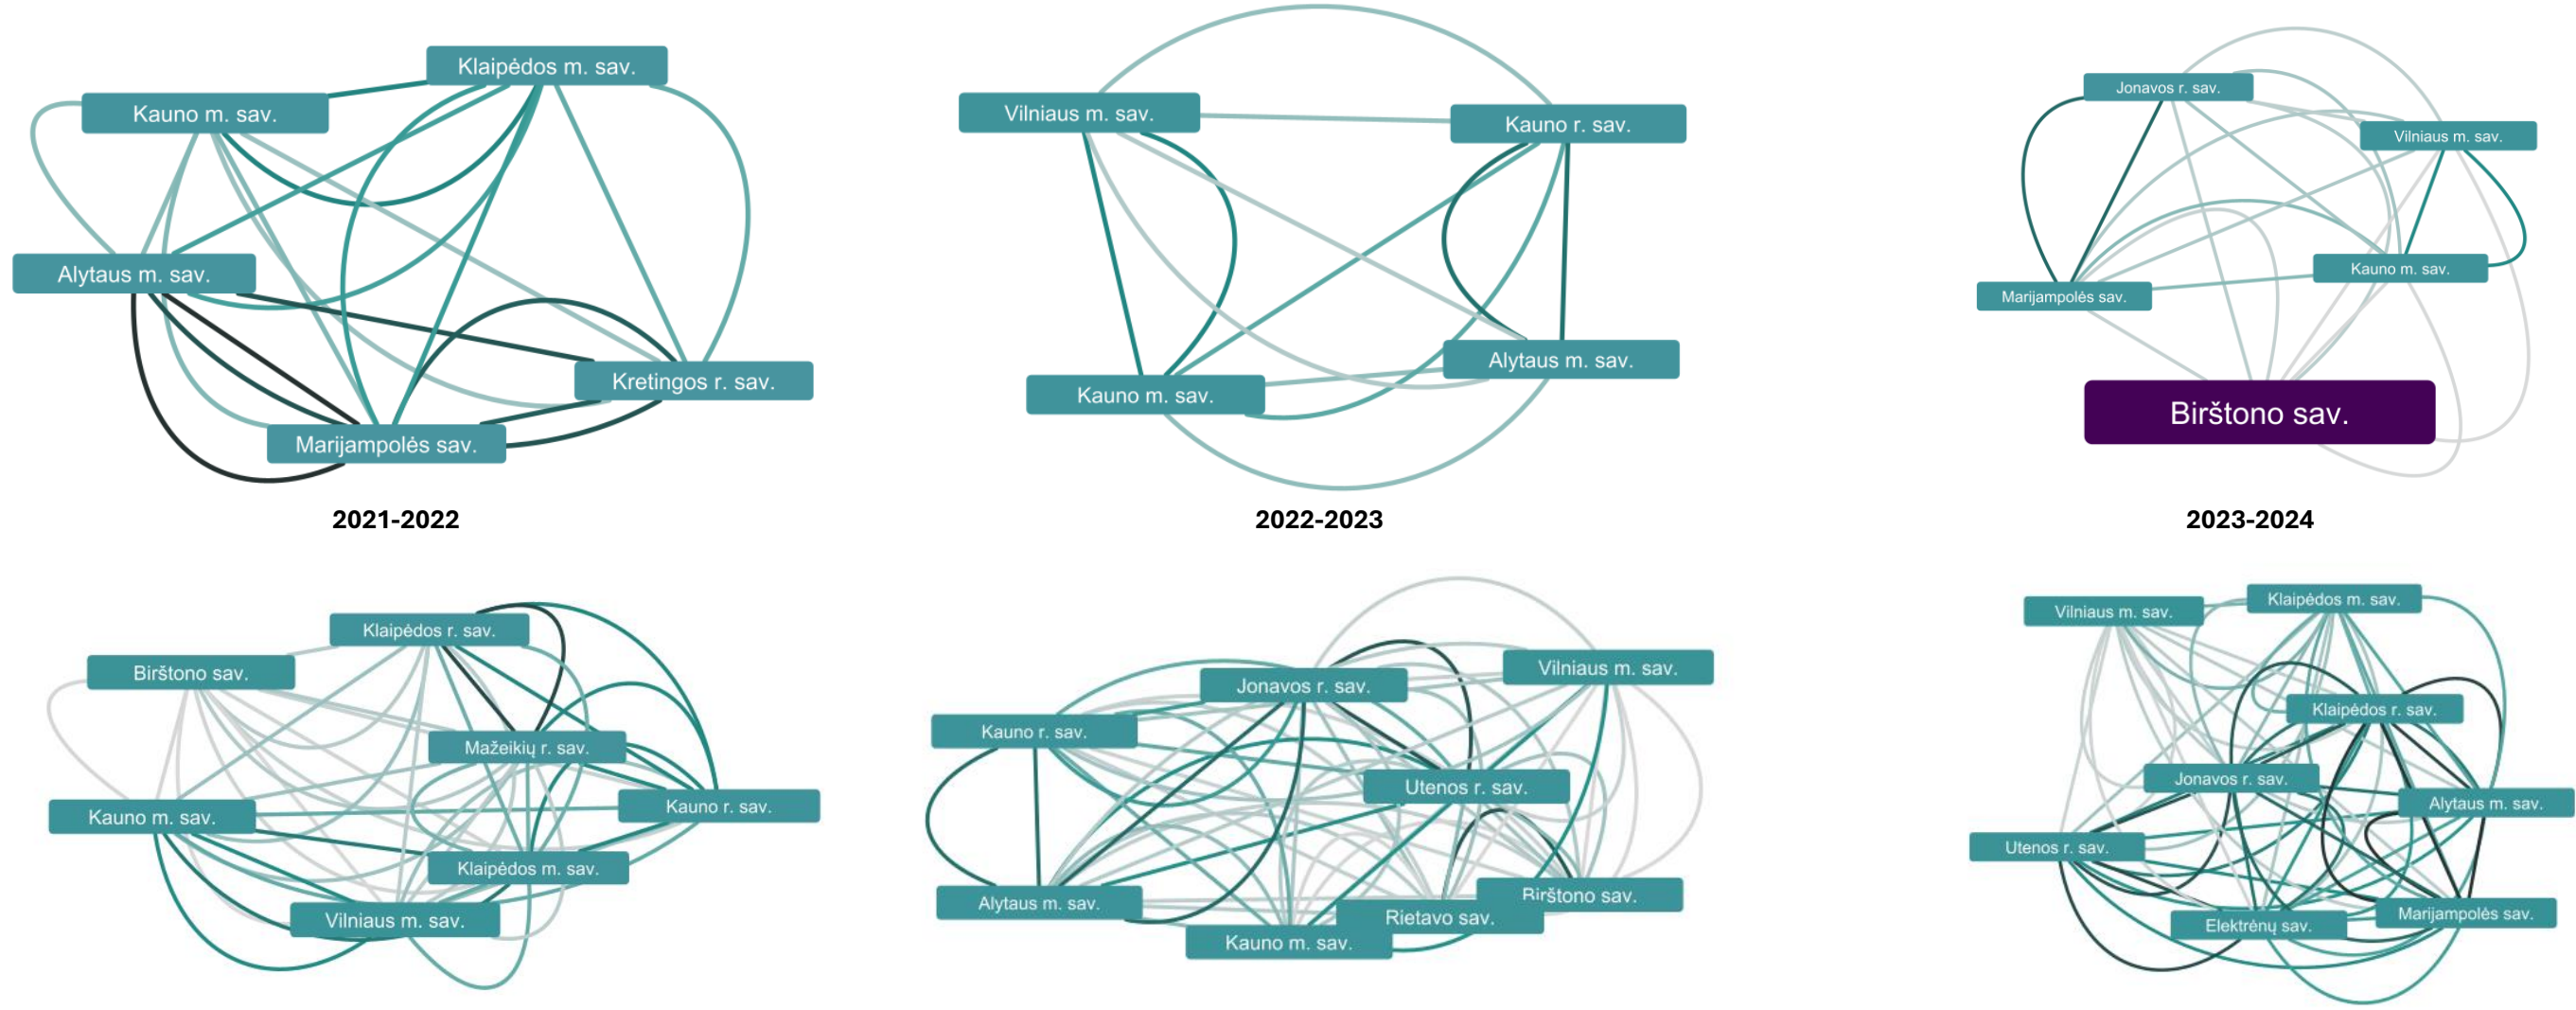 Klaipėdos m. sav.
Kauno m. sav.
Alytaus m. sav.
Kretingos r. sav.
Marijampolės sav.
2021-2022
Vilniaus m. sav.
Kauno r. sav.
Alytaus m. sav.
Kauno m. sav.
2022-2023
Jonavos r. sav.
Vilniaus m. sav.
Kauno m. sav.
Marijampolės sav.
Birštono sav.
2023-2024
Klaipėdos r. sav.
Birštono sav.
Mažeikių r. sav.
Kauno r. sav.
Kauno m. sav.
Klaipėdos m. sav.
Vilniaus m. sav.
Vilniaus m. sav.
Jonavos r. sav.
Kauno r. sav.
Utenos r. sav.
Birštono sav.
Alytaus m. sav.
Rietavo sav.
Kauno m. sav.
Klaipėdos m. sav.
Vilniaus m. sav.
Klaipėdos r. sav.
Jonavos r. sav.
Alytaus m. sav.
Utenos r. sav.
Marijampolės sav.
Elektrėnų sav.